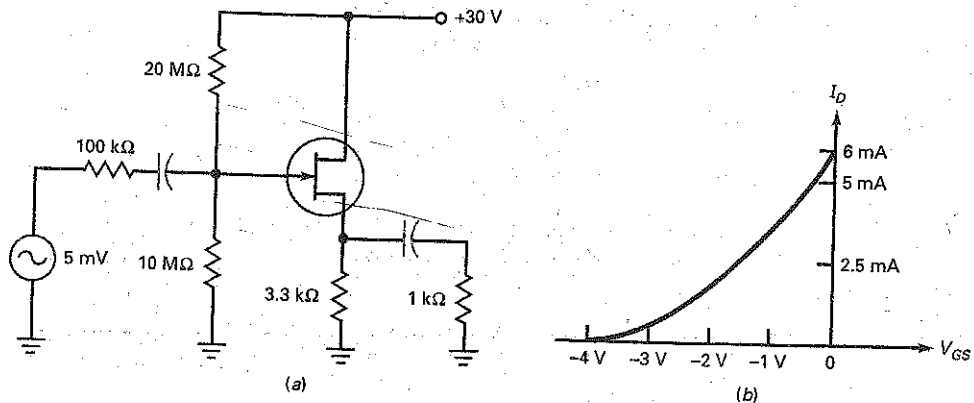 +30 V
20 MΩ
100 kΩ
5 mV
10 MΩ
3.3 kΩ
1 kΩ
(a)
I_D
6 mA
5 mA
2.5 mA
−4 V −3 V −2 V −1 V 0
V_GS
(b)